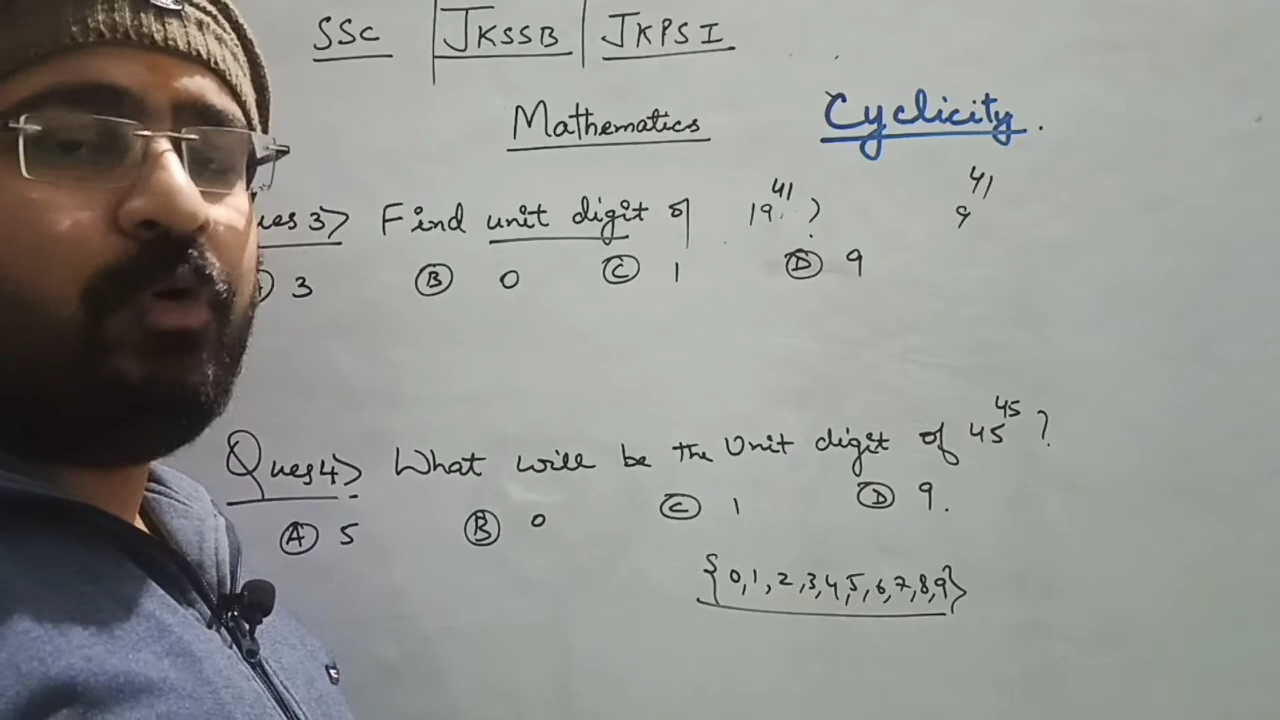 SSC | JKSSB | JKPSI
Mathematics Cyclicity.
ues 3> Find unit digit of 19^41 ? 9^41
A 3 B 0 C 1 D 9
Ques 4> What will be the Unit digit of 45^45 ?
A 5 B 0 C 1 D 9.
{0,1,2,3,4,5,6,7,8,9}